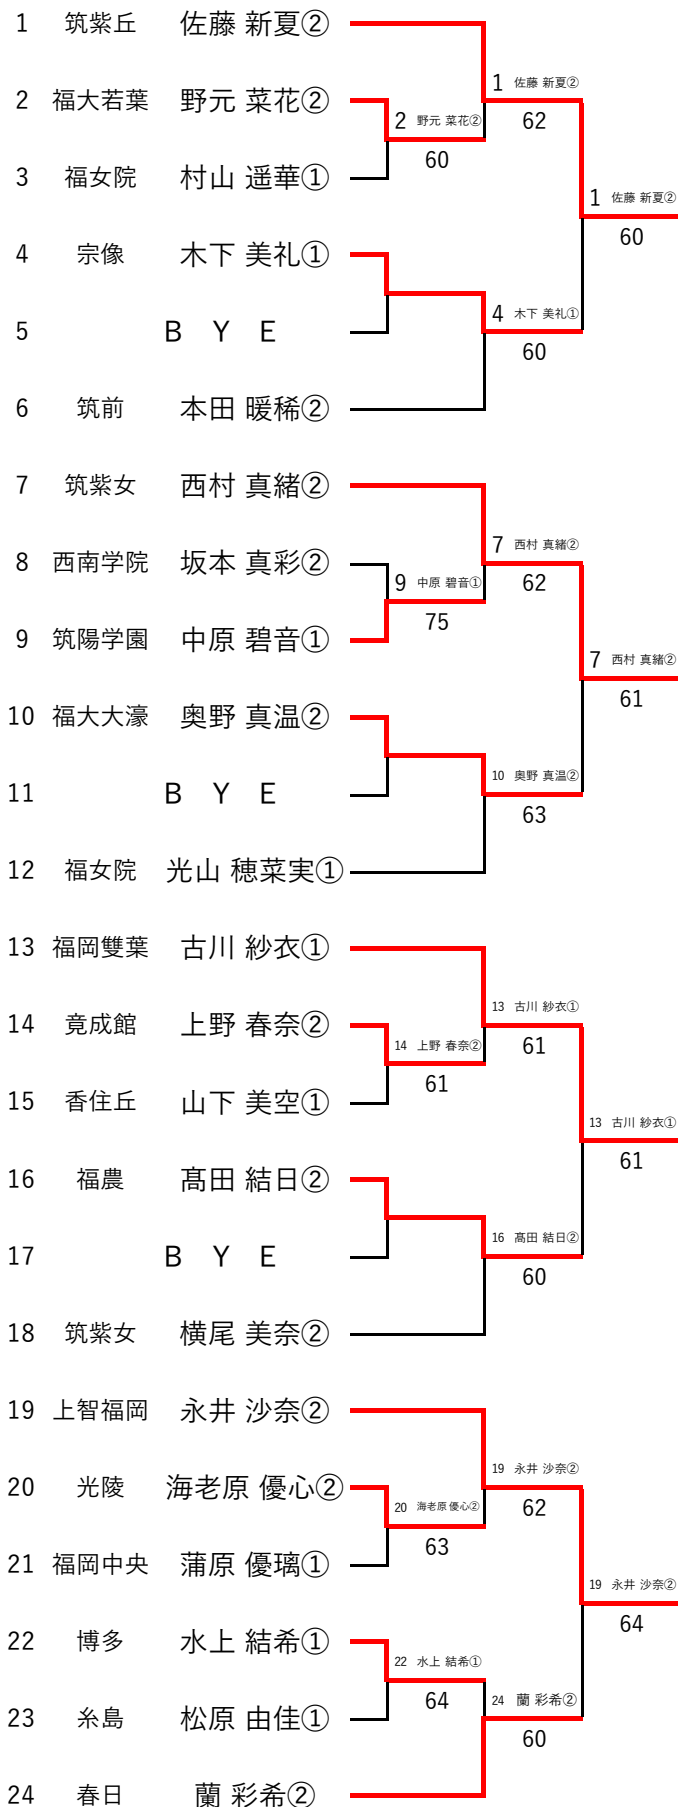 1 筑紫丘 佐藤 新夏②
1 佐藤 新夏②
2 福大若葉 野元 菜花②
2 野元 菜花②
62
60
3 福女院 村山 遥華①
1 佐藤 新夏②
60
4 宗像 木下 美礼①
4 木下 美礼①
5 B Y E
60
6 筑前 本田 暖稀②
7 筑紫女 西村 真緒②
7 西村 真緒②
8 西南学院 坂本 真彩②
9 中原 碧音①
62
75
9 筑陽学園 中原 碧音①
7 西村 真緒②
61
10 福大大濠 奥野 真温②
10 奥野 真温②
11 B Y E
63
12 福女院 光山 穂菜実①
13 福岡雙葉 古川 紗衣①
13 古川 紗衣①
14 竟成館 上野 春奈②
14 上野 春奈②
61
61
15 香住丘 山下 美空①
13 古川 紗衣①
61
16 福農 髙田 結日②
16 髙田 結日②
17 B Y E
60
18 筑紫女 横尾 美奈②
19 上智福岡 永井 沙奈②
19 永井 沙奈②
20 光陵 海老原 優心②
20 海老原 優心②
62
63
21 福岡中央 蒲原 優璃①
19 永井 沙奈②
64
22 博多 水上 結希①
22 水上 結希①
64
24 蘭 彩希②
23 糸島 松原 由佳①
60
24 春日 蘭 彩希②